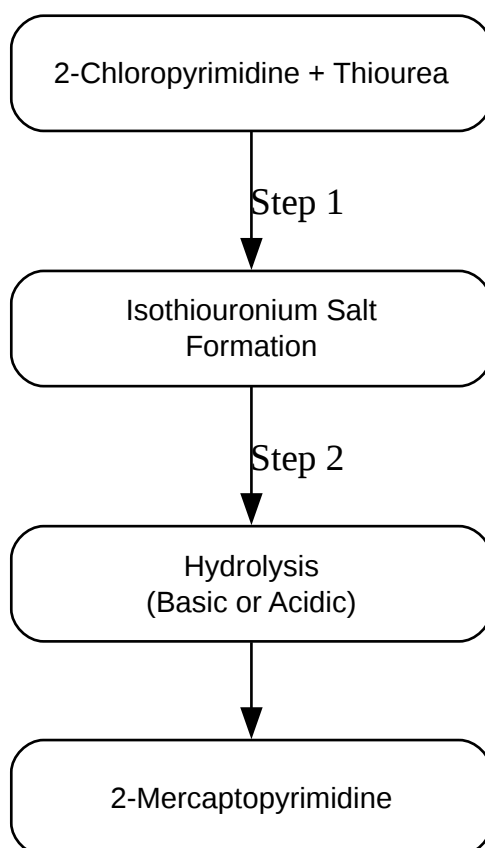 2-Chloropyrimidine + Thiourea
Step 1
Isothiouronium Salt
Formation
Step 2
Hydrolysis
(Basic or Acidic)
2-Mercaptopyrimidine